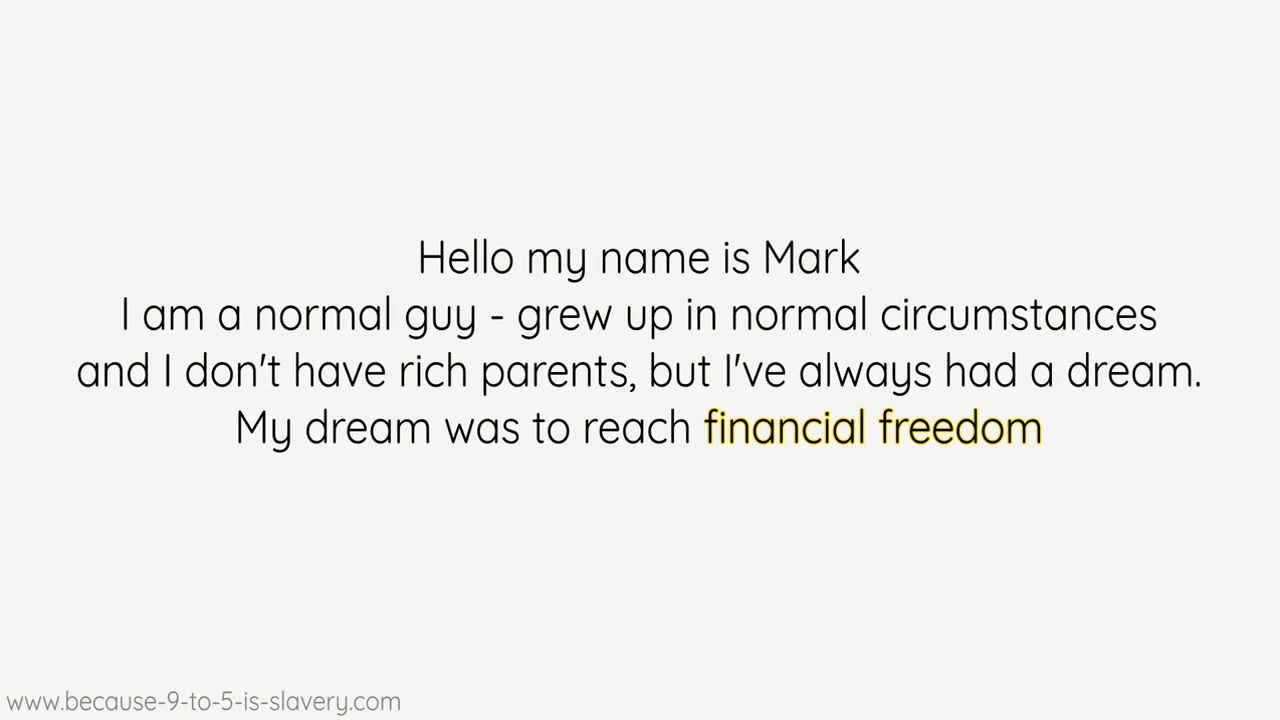 Hello my name is Mark
I am a normal guy - grew up in normal circumstances
and I don't have rich parents, but I've always had a dream.
My dream was to reach financial freedom
www.because-9-to-5-is-slavery.com